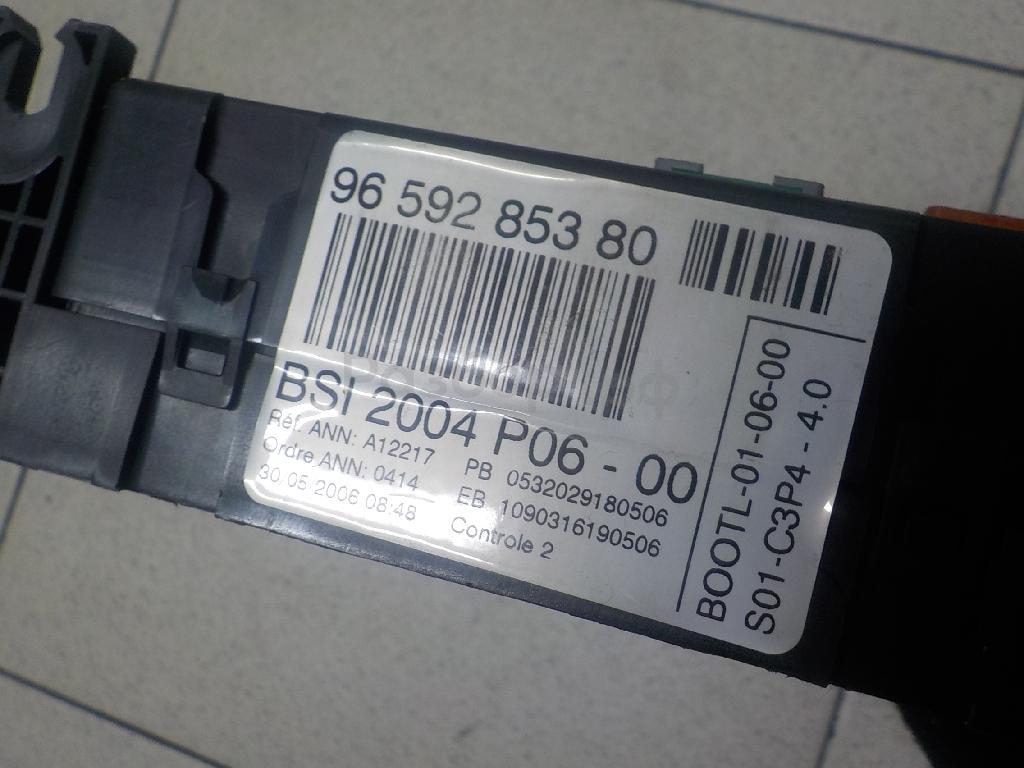 96 592 853 80
BSI 2004 P06 - 00
Réf. ANN: A12217 PB 0532029180506
Ordre ANN: 0414 EB 1090316190506
30.05.2006 08:48 Controle 2
BOOTL-01-06-00
S01-C3P4 - 4.0